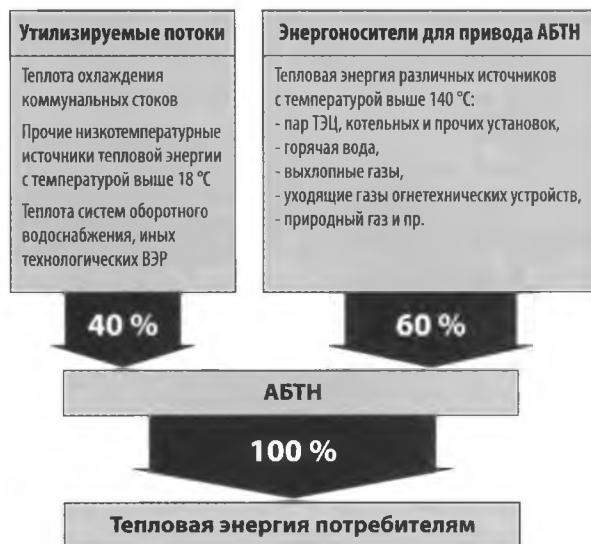 Утилизируемые потоки
Теплота охлаждения
коммунальных стоков
Прочие низкотемпературные
источники тепловой энергии
с температурой выше 18 °С
Теплота систем оборотного
водоснабжения, иных
технологических ВЭР
Энергоносители для привода АБТН
Тепловая энергия различных источников
с температурой выше 140 °С:
- пар ТЭЦ, котельных и прочих установок,
- горячая вода,
- выхлопные газы,
- уходящие газы огнетехнических устройств,
- природный газ и пр.
40 %
60 %
АБТН
100 %
Тепловая энергия потребителям